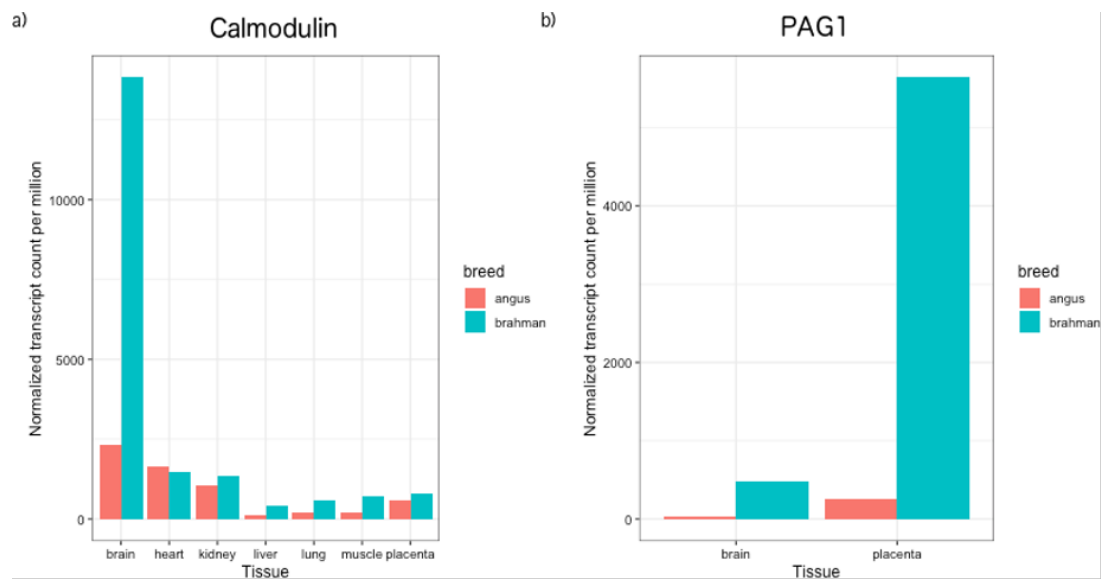 a)
Calmodulin
Normalized transcript count per million
10000
5000
0
brain heart kidney liver lung muscle placenta
Tissue
breed
angus
brahman
b)
PAG1
Normalized transcript count per million
4000
2000
0
brain placenta
Tissue
breed
angus
brahman